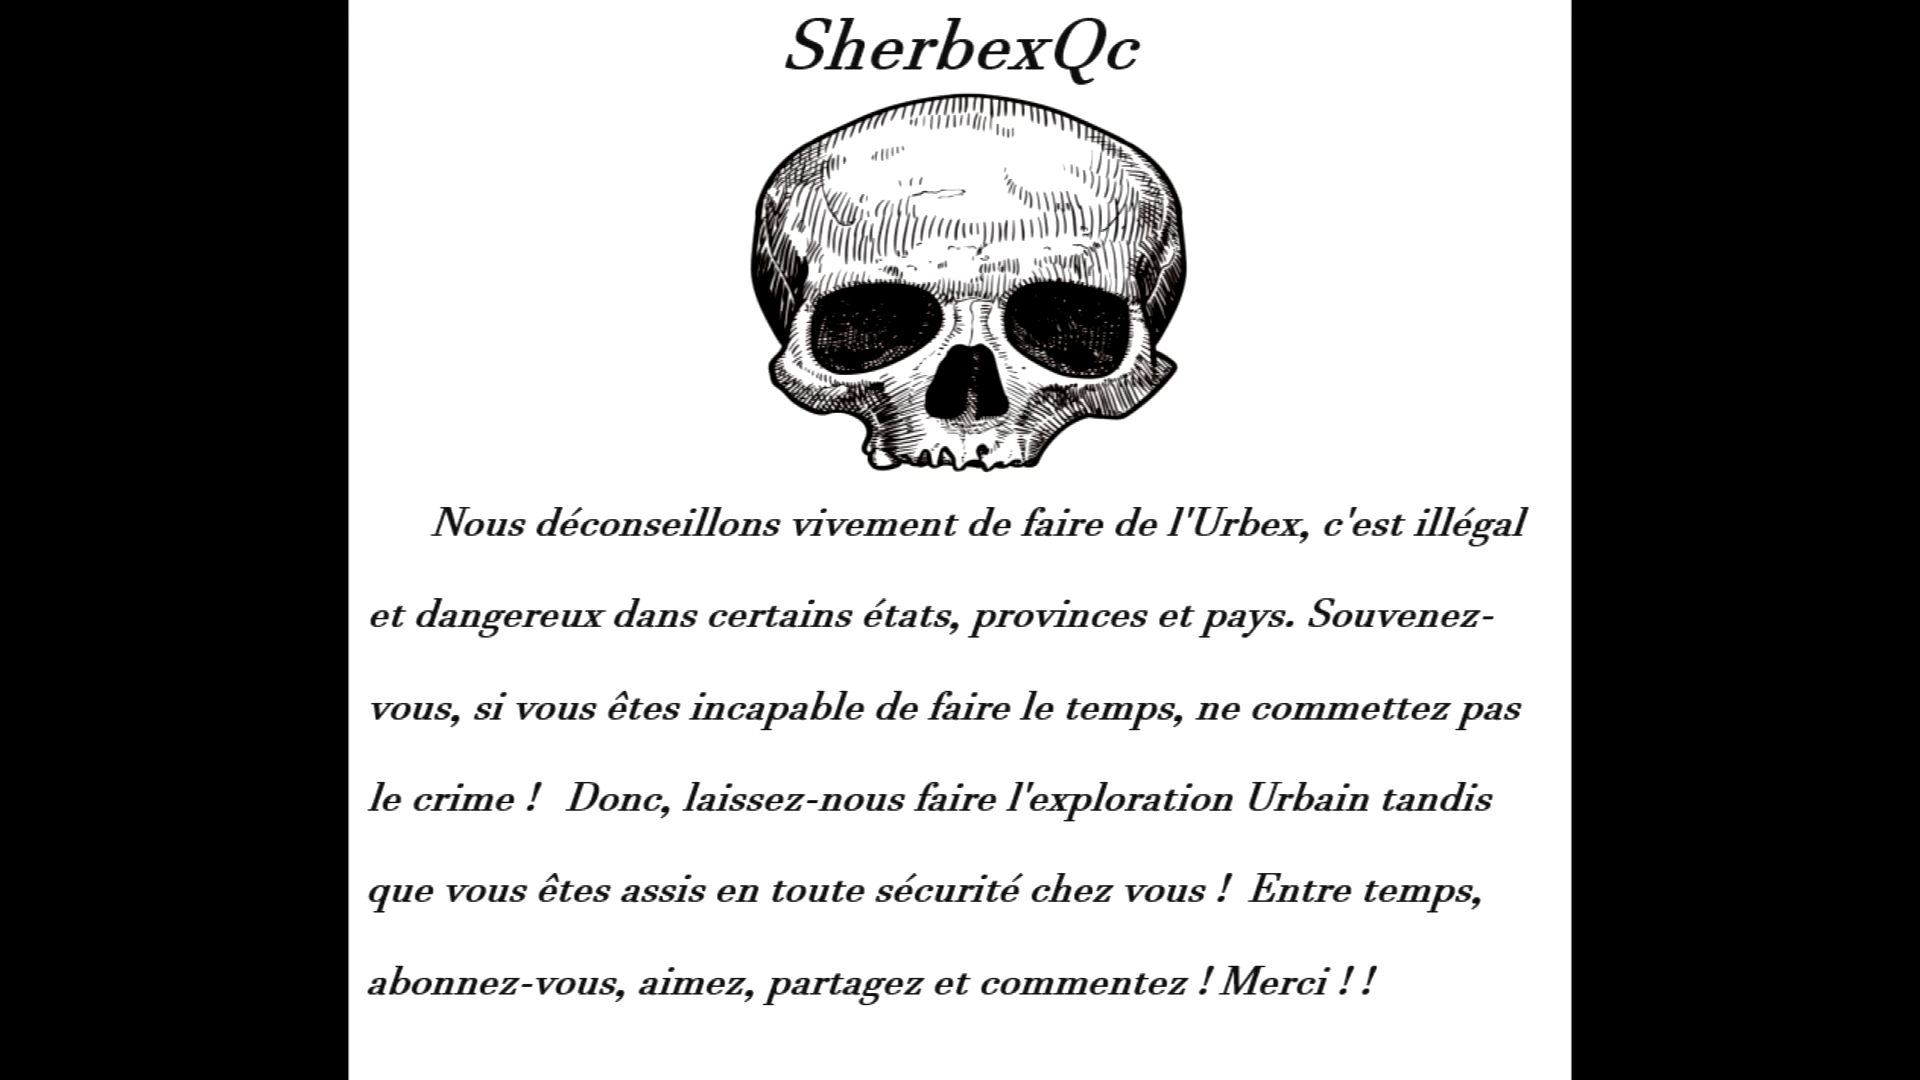 SherbexQc
Nous déconseillons vivement de faire de l'Urbex, c'est illégal
et dangereux dans certains états, provinces et pays. Souvenez-
vous, si vous êtes incapable de faire le temps, ne commettez pas
le crime !  Donc, laissez-nous faire l'exploration Urbain tandis
que vous êtes assis en toute sécurité chez vous !  Entre temps,
abonnez-vous, aimez, partagez et commentez ! Merci ! !